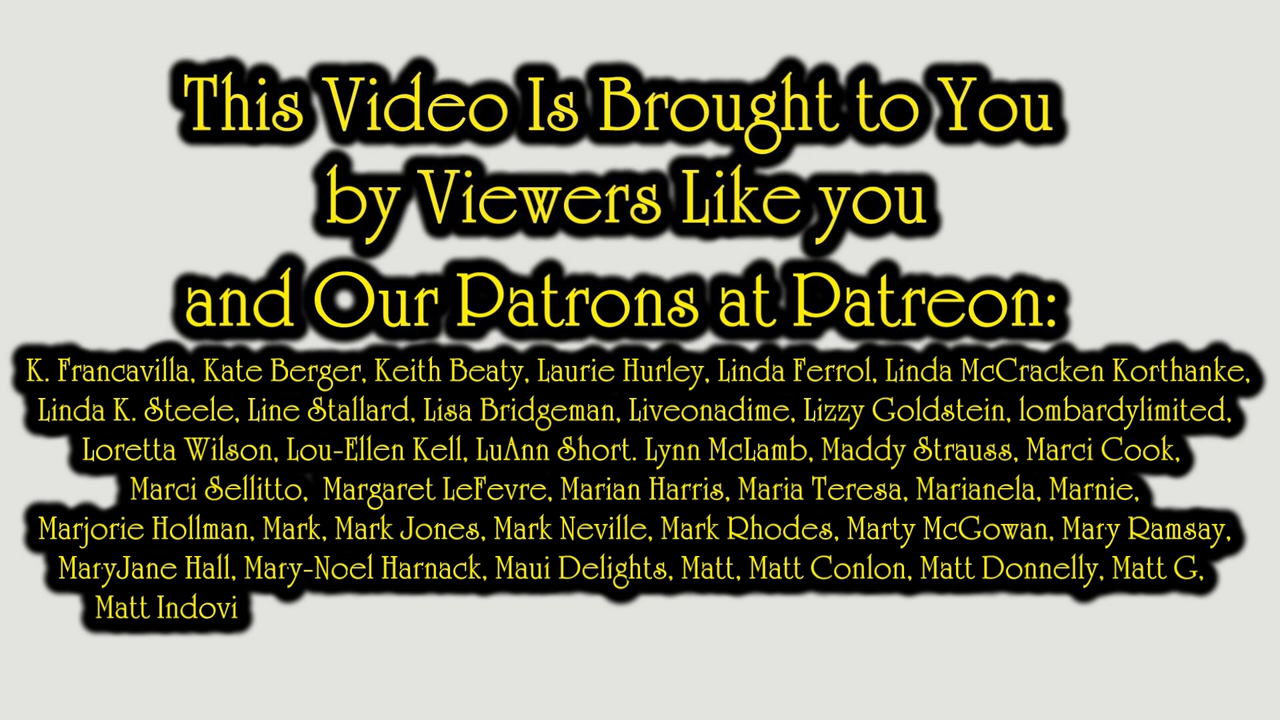 This Video Is Brought to You
by Viewers Like you
and Our Patrons at Patreon:
K. Francavilla, Kate Berger, Keith Beaty, Laurie Hurley, Linda Ferrol, Linda McCracken Korthanke,
Linda K. Steele, Line Stallard, Lisa Bridgeman, Liveonadime, Lizzy Goldstein, lombardylimited,
Loretta Wilson, Lou-Ellen Kell, LuAnn Short. Lynn McLamb, Maddy Strauss, Marci Cook,
Marci Sellitto,  Margaret LeFevre, Marian Harris, Maria Teresa, Marianela, Marnie,
Marjorie Hollman, Mark, Mark Jones, Mark Neville, Mark Rhodes, Marty McGowan, Mary Ramsay,
MaryJane Hall, Mary-Noel Harnack, Maui Delights, Matt, Matt Conlon, Matt Donnelly, Matt G,
Matt Indovi